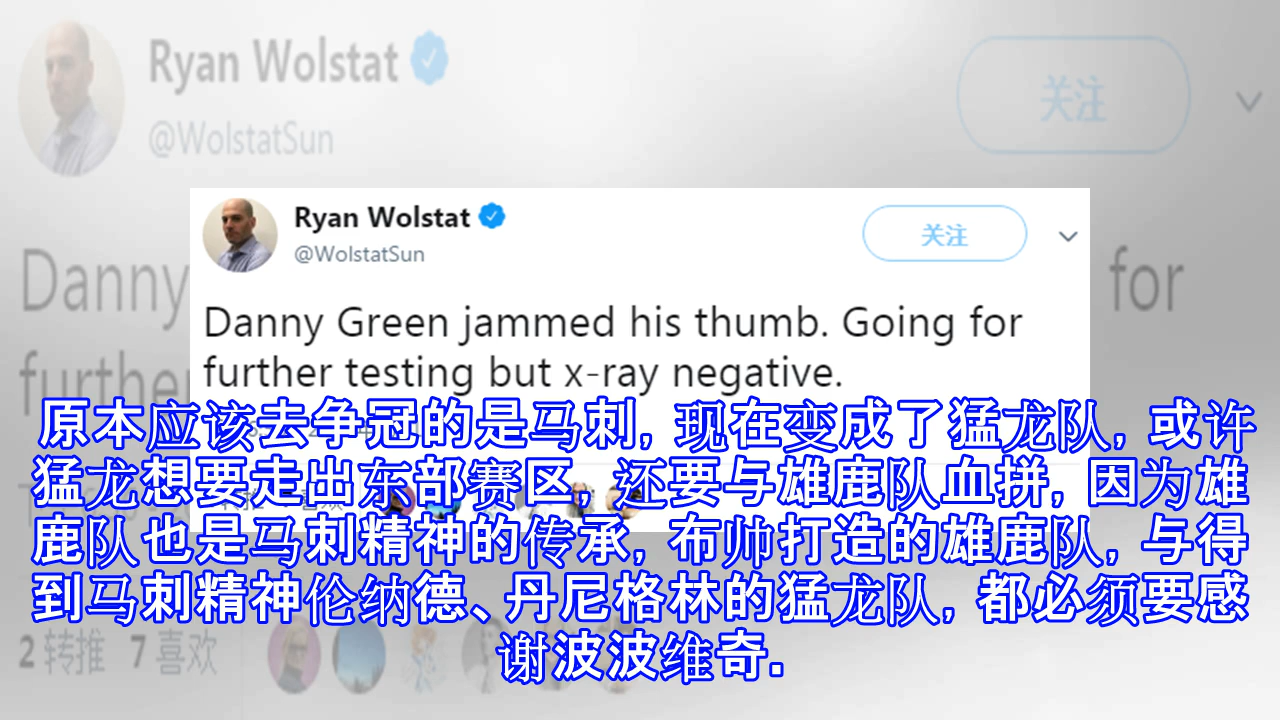 Ryan Wolstat
@WolstatSun
关注
Danny
for
further
Ryan Wolstat
@WolstatSun
关注
Danny Green jammed his thumb. Going for
further testing but x-ray negative.
原本应该去争冠的是马刺, 现在变成了猛龙队, 或许
猛龙想要走出东部赛区, 还要与雄鹿队血拼, 因为雄
鹿队也是马刺精神的传承, 布帅打造的雄鹿队, 与得
到马刺精神伦纳德、丹尼格林的猛龙队, 都必须要感
谢波波维奇.
2 转推 7 喜欢